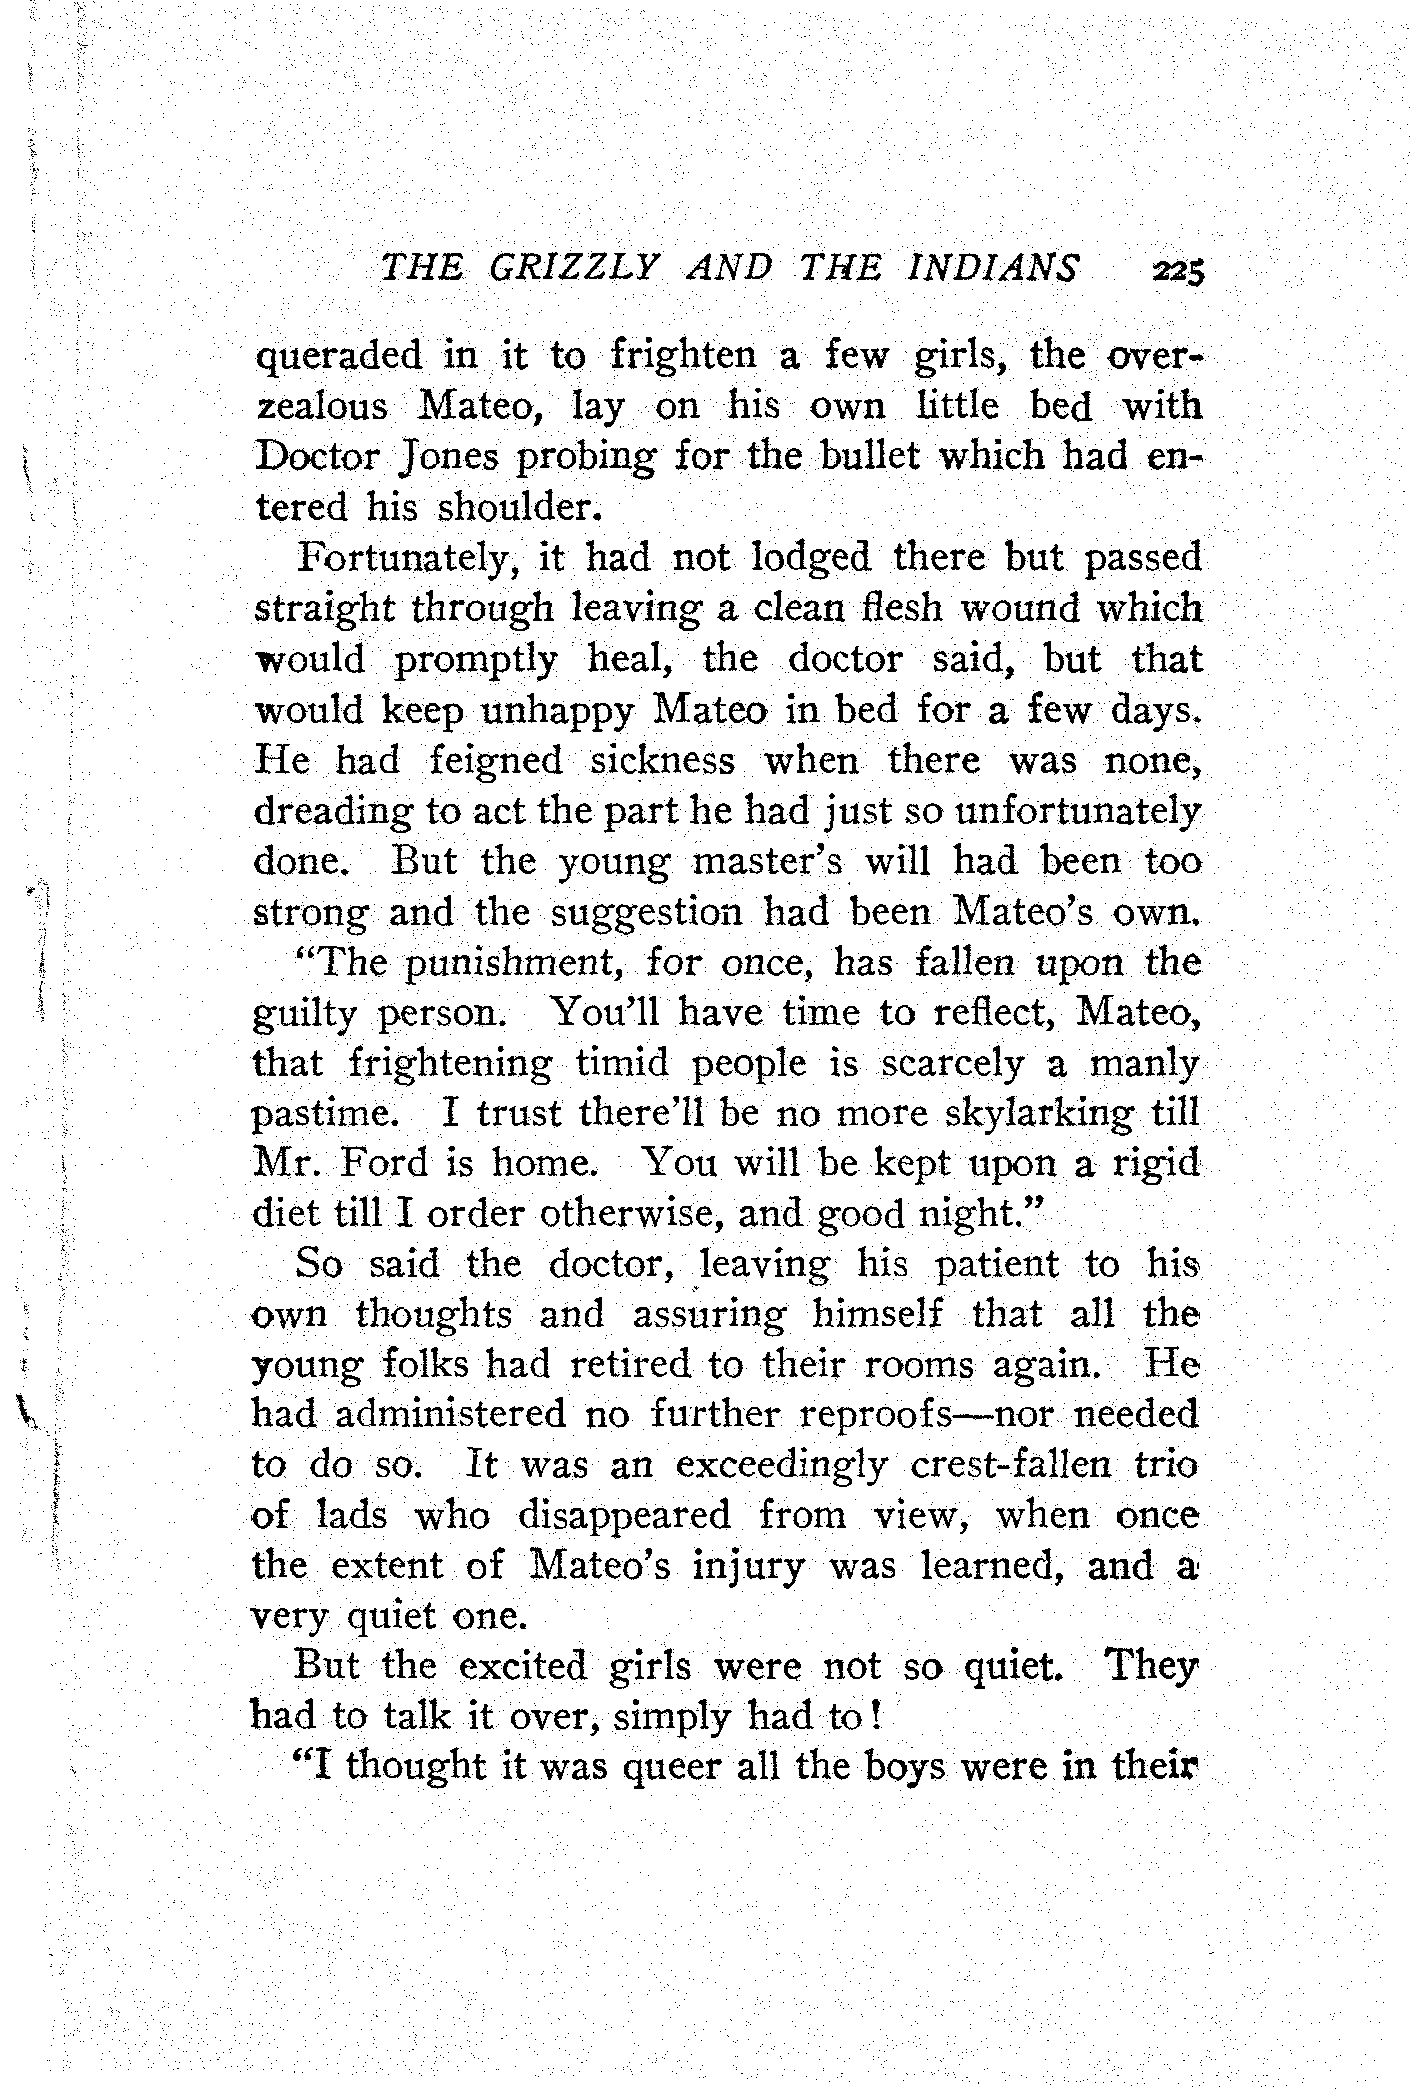 THE GRIZZLY AND THE INDIANS 225
queraded in it to frighten a few girls, the over-
zealous Mateo, lay on his own little bed with
Doctor Jones probing for the bullet which had en-
tered his shoulder.
Fortunately, it had not lodged there but passed
straight through leaving a clean flesh wound which
would promptly heal, the doctor said, but that
would keep unhappy Mateo in bed for a few days.
He had feigned sickness when there was none,
dreading to act the part he had just so unfortunately
done. But the young master's will had been too
strong and the suggestion had been Mateo's own.
"The punishment, for once, has fallen upon the
guilty person. You'll have time to reflect, Mateo,
that frightening timid people is scarcely a manly
pastime. I trust there'll be no more skylarking till
Mr. Ford is home. You will be kept upon a rigid
diet till I order otherwise, and good night."
So said the doctor, leaving his patient to his
own thoughts and assuring himself that all the
young folks had retired to their rooms again. He
had administered no further reproofs—nor needed
to do so. It was an exceedingly crest-fallen trio
of lads who disappeared from view, when once
the extent of Mateo's injury was learned, and a
very quiet one.
But the excited girls were not so quiet. They
had to talk it over, simply had to!
"I thought it was queer all the boys were in their